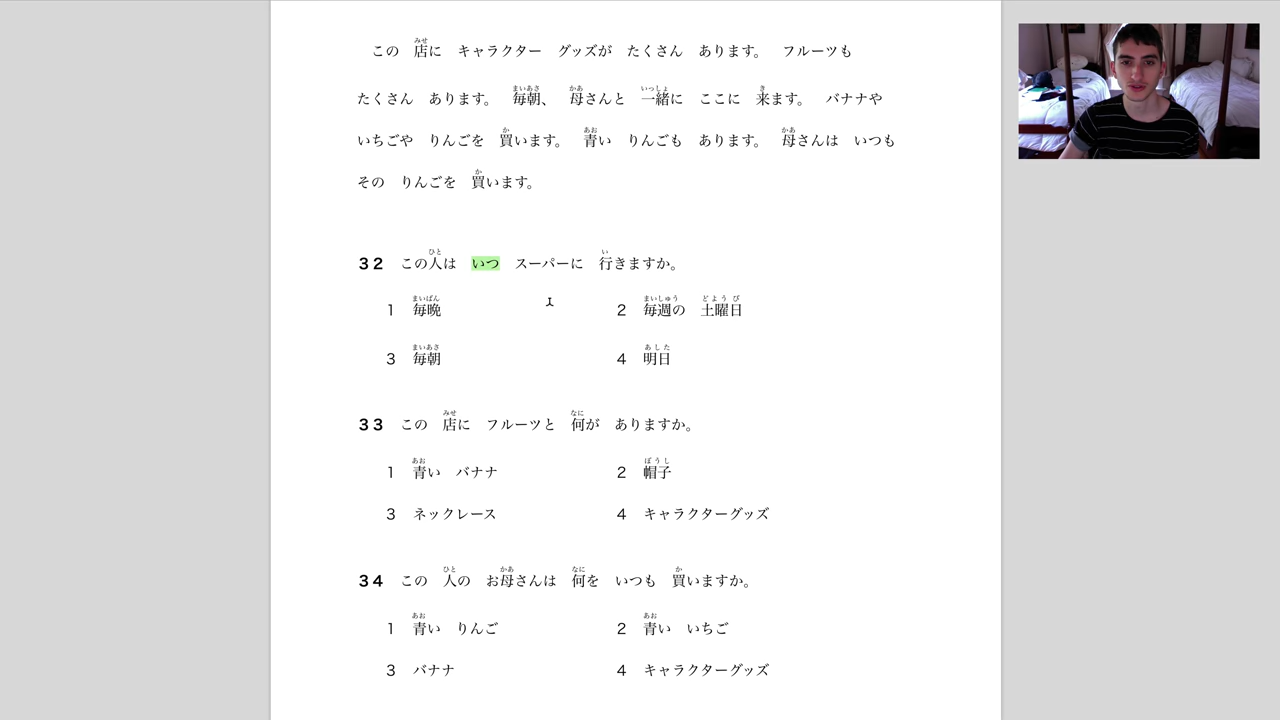 この 店に キャラクター グッズが たくさん あります。 フルーツも
たくさん あります。 毎朝、 母さんと 一緒に ここに 来ます。 バナナや
いちごや りんごを 買います。 青い りんごも あります。 母さんは いつも
その りんごを 買います。
32 この人は いつ スーパーに 行きますか。
1 毎晩 2 毎週の 土曜日
3 毎朝 4 明日
33 この 店に フルーツと 何が ありますか。
1 青い バナナ 2 帽子
3 ネックレース 4 キャラクターグッズ
34 この 人の お母さんは 何を いつも 買いますか。
1 青い りんご 2 青い いちご
3 バナナ 4 キャラクターグッズ